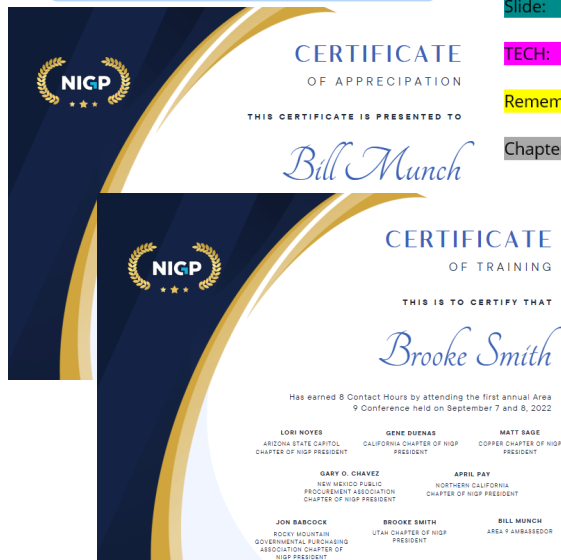 NIGP
CERTIFICATE
OF APPRECIPATION
THIS CERTIFICATE IS PRESENTED TO
Bill Munch
NIGP
CERTIFICATE
OF TRAINING
THIS IS TO CERTIFY THAT
Brooke Smith
Has earned 8 Contact Hours by attending the first annual Area
9 Conference held on September 7 and 8, 2022
LORI NOYES
ARIZONA STATE CAPITOL
CHAPTER OF NIGP PRESIDENT
GENE DUENAS
CALIFORNIA CHAPTER OF NIGP
PRESIDENT
MATT SAGE
COPPER CHAPTER OF NIGP
PRESIDENT
GARY O. CHAVEZ
NEW MEXICO PUBLIC
PROCUREMENT ASSOCIATION
CHAPTER OF NIGP PRESIDENT
APRIL PAY
NORTHERN CALIFORNIA
CHAPTER OF NIGP PRESIDENT
JON BABCOCK
ROCKY MOUNTAIN
GOVERNMENTAL PURCHASING
ASSOCIATION CHAPTER OF
NIGP PRESIDENT
BROOKE SMITH
UTAH CHAPTER OF NIGP
PRESIDENT
BILL MUNCH
AREA 9 AMBASSADOR
Slide:
TECH:
Remem
Chapter